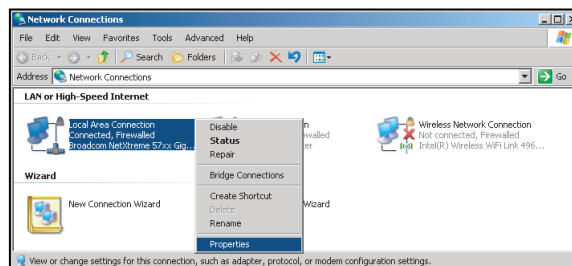 Network Connections
File Edit View Favorites Tools Advanced Help
Back Search Folders
Address Network Connections Go
LAN or High-Speed Internet
Local Area Connection
Connected, Firewalled
Broadcom NetXtreme 57xx Gig...
Disable
Status
Repair
Bridge Connections
Create Shortcut
Delete
Rename
Properties
Wireless Network Connection
Not connected, Firewalled
Intel(R) Wireless WiFi Link 496...
Wizard
New Connection Wizard
Wizard
View or change settings for this connection, such as adapter, protocol, or modem configuration settings.